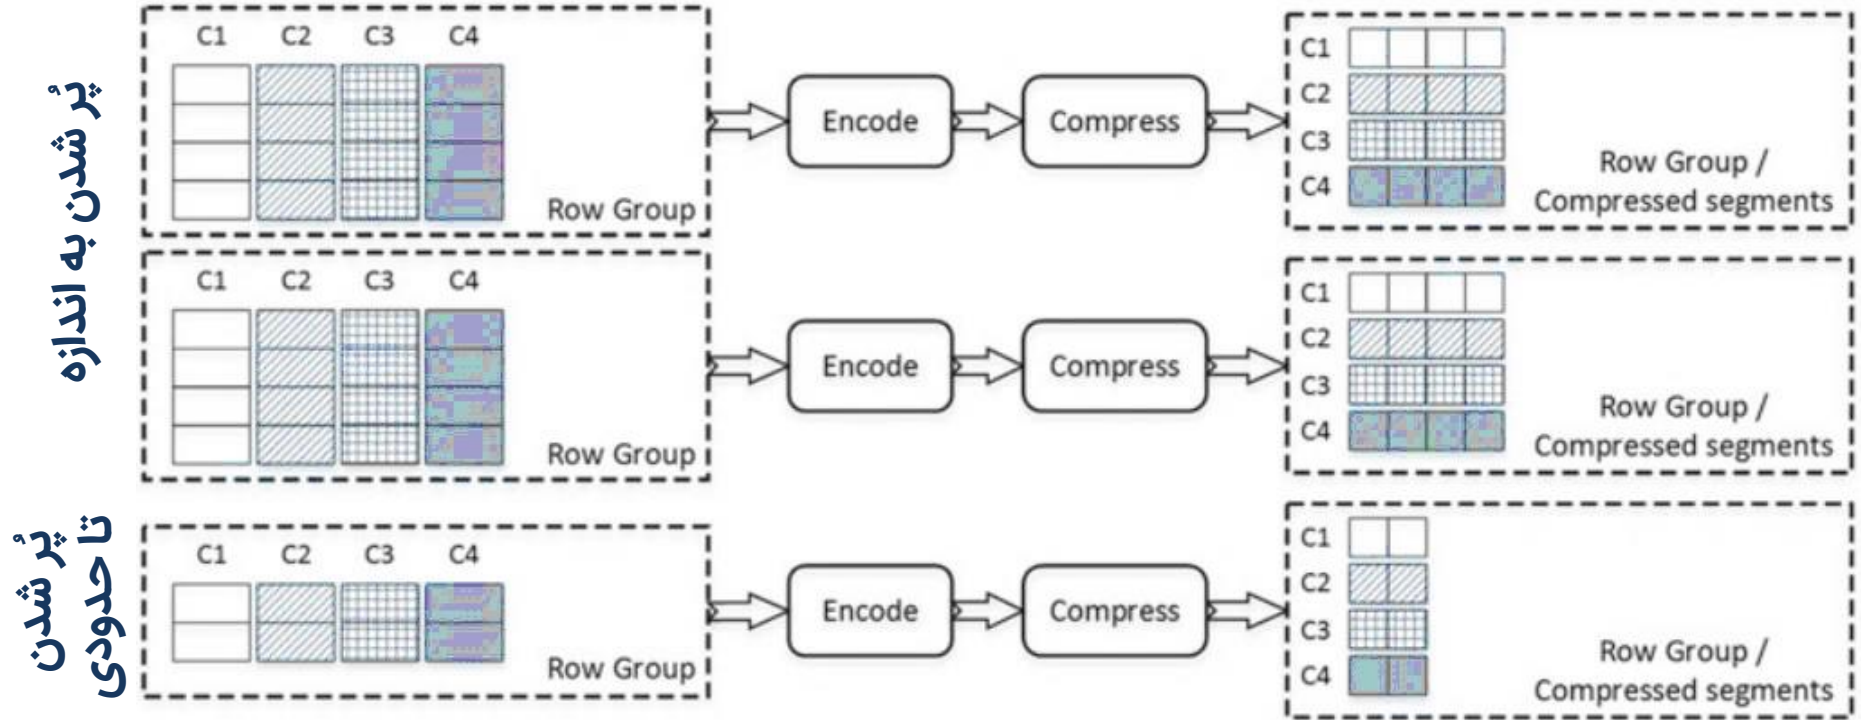 پُر شدن به اندازه
C1 C2 C3 C4
Row Group
Encode
Compress
C1
C2
C3
C4
Row Group /
Compressed segments
C1 C2 C3 C4
Row Group
Encode
Compress
C1
C2
C3
C4
Row Group /
Compressed segments
پُر شدن
تا حدودی
C1 C2 C3 C4
Row Group
Encode
Compress
C1
C2
C3
C4
Row Group /
Compressed segments